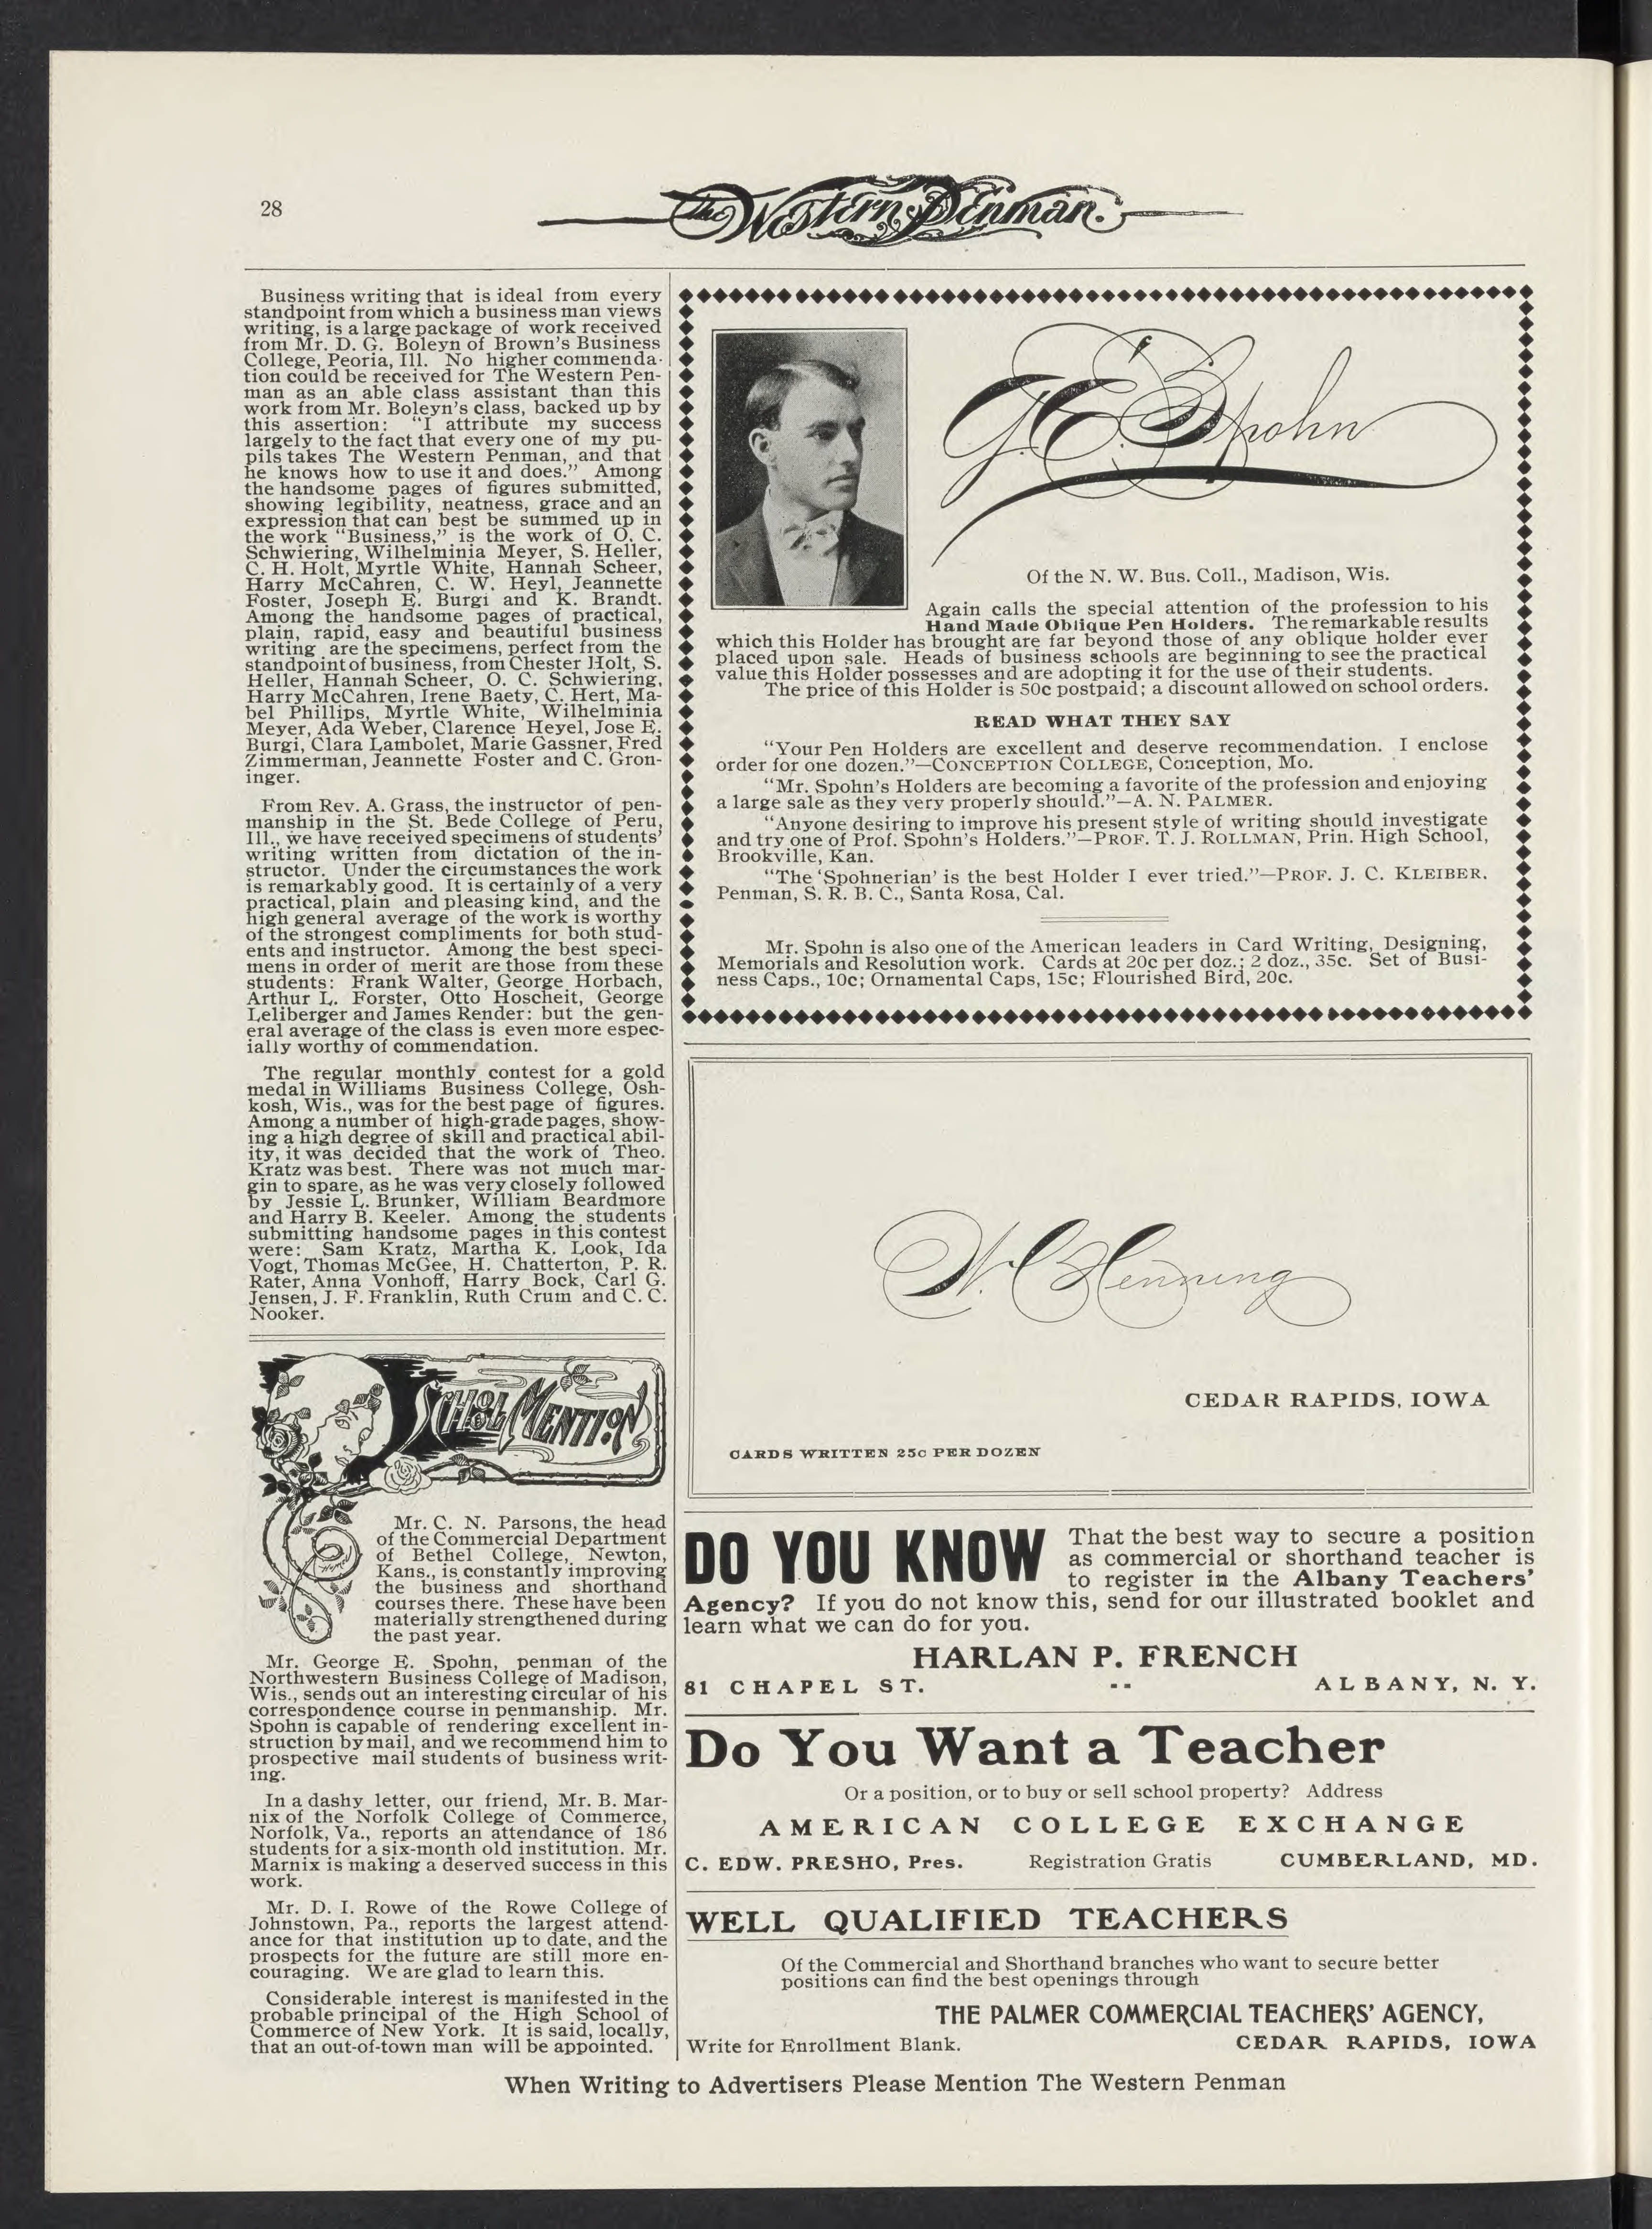 28
The Western Penman.
Business writing that is ideal from every
standpoint from which a business man views
writing, is a large package of work received
from Mr. D. G. Boleyn of Brown's Business
College, Peoria, Ill. No higher commenda-
tion could be received for The Western Pen-
man as an able class assistant than this
work from Mr. Boleyn's class, backed up by
this assertion: "I attribute my success
largely to the fact that every one of my pu-
pils takes The Western Penman, and that
he knows how to use it and does." Among
the handsome pages of figures submitted,
showing legibility, neatness, grace and an
expression that can best be summed up in
the work "Business," is the work of O. C.
Schwiering, Wilhelminia Meyer, S. Heller,
C. H. Holt, Myrtle White, Hannah Scheer,
Harry McCahren, C. W. Heyl, Jeannette
Foster, Joseph E. Burgi and K. Brandt.
Among the handsome pages of practical,
plain, rapid, easy and beautiful business
writing are the specimens, perfect from the
standpoint of business, from Chester Holt, S.
Heller, Hannah Scheer, O. C. Schwiering,
Harry McCahren, Irene Baety, C. Hert, Ma-
bel Phillips, Myrtle White, Wilhelminia
Meyer, Ada Weber, Clarence Heyel, Jose E.
Burgi, Clara Lambolet, Marie Gassner, Fred
Zimmerman, Jeannette Foster and C. Gron-
inger.
From Rev. A. Grass, the instructor of pen-
manship in the St. Bede College of Peru,
Ill., we have received specimens of students'
writing written from dictation of the in-
structor. Under the circumstances the work
is remarkably good. It is certainly of a very
practical, plain and pleasing kind, and the
high general average of the work is worthy
of the strongest compliments for both stud-
ents and instructor. Among the best speci-
mens in order of merit are those from these
students: Frank Walter, George Horbach,
Arthur L. Forster, Otto Hoscheit, George
Leliberger and James Render: but the gen-
eral average of the class is even more espec-
ially worthy of commendation.
The regular monthly contest for a gold
medal in Williams Business College, Osh-
kosh, Wis., was for the best page of figures.
Among a number of high-grade pages, show-
ing a high degree of skill and practical abil-
ity, it was decided that the work of Theo.
Kratz was best. There was not much mar-
gin to spare, as he was very closely followed
by Jessie L. Brunker, William Beardmore
and Harry B. Keeler. Among the students
submitting handsome pages in this contest
were: Sam Kratz, Martha K. Look, Ida
Vogt, Thomas McGee, H. Chatterton, P. R.
Rater, Anna Vonhoff, Harry Bock, Carl G.
Jensen, J. F. Franklin, Ruth Crum and C. C.
Nooker.
School Mention
Mr. C. N. Parsons, the head
of the Commercial Department
of Bethel College, Newton,
Kans., is constantly improving
the business and shorthand
courses there. These have been
materially strengthened during
the past year.
Mr. George E. Spohn, penman of the
Northwestern Business College of Madison,
Wis., sends out an interesting circular of his
correspondence course in penmanship. Mr.
Spohn is capable of rendering excellent in-
struction by mail, and we recommend him to
prospective mail students of business writ-
ing.
In a dashy letter, our friend, Mr. B. Mar-
nix of the Norfolk College of Commerce,
Norfolk, Va., reports an attendance of 186
students for a six-month old institution. Mr.
Marnix is making a deserved success in this
work.
Mr. D. I. Rowe of the Rowe College of
Johnstown, Pa., reports the largest attend-
ance for that institution up to date, and the
prospects for the future are still more en-
couraging. We are glad to learn this.
Considerable interest is manifested in the
probable principal of the High School of
Commerce of New York. It is said, locally,
that an out-of-town man will be appointed.
G. E. Spohn
Of the N. W. Bus. Coll., Madison, Wis.
Again calls the special attention of the profession to his
Hand Made Oblique Pen Holders. The remarkable results
which this Holder has brought are far beyond those of any oblique holder ever
placed upon sale. Heads of business schools are beginning to see the practical
value this Holder possesses and are adopting it for the use of their students.
The price of this Holder is 50c postpaid; a discount allowed on school orders.
READ WHAT THEY SAY
"Your Pen Holders are excellent and deserve recommendation. I enclose
order for one dozen."—CONCEPTION COLLEGE, Conception, Mo.
"Mr. Spohn's Holders are becoming a favorite of the profession and enjoying
a large sale as they very properly should."—A. N. PALMER.
"Anyone desiring to improve his present style of writing should investigate
and try one of Prof. Spohn's Holders."—PROF. T. J. ROLLMAN, Prin. High School,
Brookville, Kan.
"The 'Spohnerian' is the best Holder I ever tried."—PROF. J. C. KLEIBER.
Penman, S. R. B. C., Santa Rosa, Cal.
Mr. Spohn is also one of the American leaders in Card Writing, Designing,
Memorials and Resolution work. Cards at 20c per doz.; 2 doz., 35c. Set of Busi-
ness Caps., 10c; Ornamental Caps, 15c; Flourished Bird, 20c.
W. C. Henning
CEDAR RAPIDS, IOWA
CARDS WRITTEN 25c PER DOZEN
DO YOU KNOW That the best way to secure a position
as commercial or shorthand teacher is
to register in the Albany Teachers'
Agency? If you do not know this, send for our illustrated booklet and
learn what we can do for you.
HARLAN P. FRENCH
81 CHAPEL ST. -- ALBANY, N. Y.
Do You Want a Teacher
Or a position, or to buy or sell school property? Address
AMERICAN COLLEGE EXCHANGE
C. EDW. PRESHO, Pres. Registration Gratis CUMBERLAND, MD.
WELL QUALIFIED TEACHERS
Of the Commercial and Shorthand branches who want to secure better
positions can find the best openings through
THE PALMER COMMERCIAL TEACHERS' AGENCY,
Write for Enrollment Blank. CEDAR RAPIDS, IOWA
When Writing to Advertisers Please Mention The Western Penman